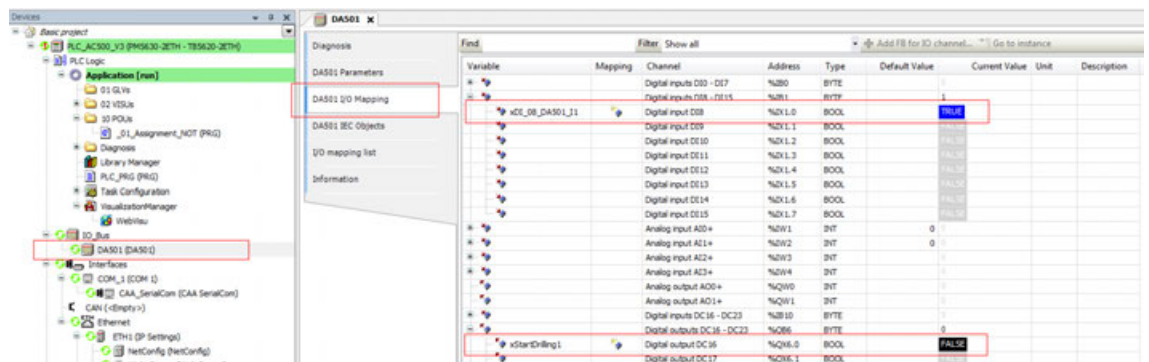 Devices
Basic project
PLC_AC500_V3 (PM5630-2ETH - TB5620-2ETH)
PLC Logic
Application [run]
01 GLVs
02 VISUs
10 POUs
_01_Assignment_NOT (PRG)
Diagnosis
Library Manager
PLC_PRG (PRG)
Task Configuration
VisualizationManager
WebVisu
IO_Bus
DA501 (DA501)
Interfaces
COM_1 (COM 1)
CAA_SerialCom (CAA SerialCom)
CAN (<Empty>)
Ethernet
ETH1 (IP Settings)
NetConfig (NetConfig)
DA501
Diagnosis
DA501 Parameters
DA501 I/O Mapping
DA501 IEC Objects
I/O mapping list
Information
Find Filter Show all Add FB for IO channel... Go to instance
Variable Mapping Channel Address Type Default Value Current Value Unit Description
Digital inputs DI0 - DI7 %IB0 BYTE
Digital inputs DI8 - DI15 %IB1 BYTE 1
xDI_08_DA501_I1 Digital input DI8 %IX1.0 BOOL TRUE
Digital input DI9 %IX1.1 BOOL FALSE
Digital input DI10 %IX1.2 BOOL FALSE
Digital input DI11 %IX1.3 BOOL FALSE
Digital input DI12 %IX1.4 BOOL FALSE
Digital input DI13 %IX1.5 BOOL FALSE
Digital input DI14 %IX1.6 BOOL FALSE
Digital input DI15 %IX1.7 BOOL FALSE
Analog input AI0+ %IW1 INT 0
Analog input AI1+ %IW2 INT 0
Analog input AI2+ %IW3 INT
Analog input AI3+ %IW4 INT
Analog output AO0+ %QW0 INT
Analog output AO1+ %QW1 INT
Digital inputs DC16 - DC23 %IB10 BYTE
Digital outputs DC16 - DC23 %QB6 BYTE 0
xStartDrilling1 Digital output DC16 %QX6.0 BOOL FALSE
Digital output DC17 %QX6.1 BOOL